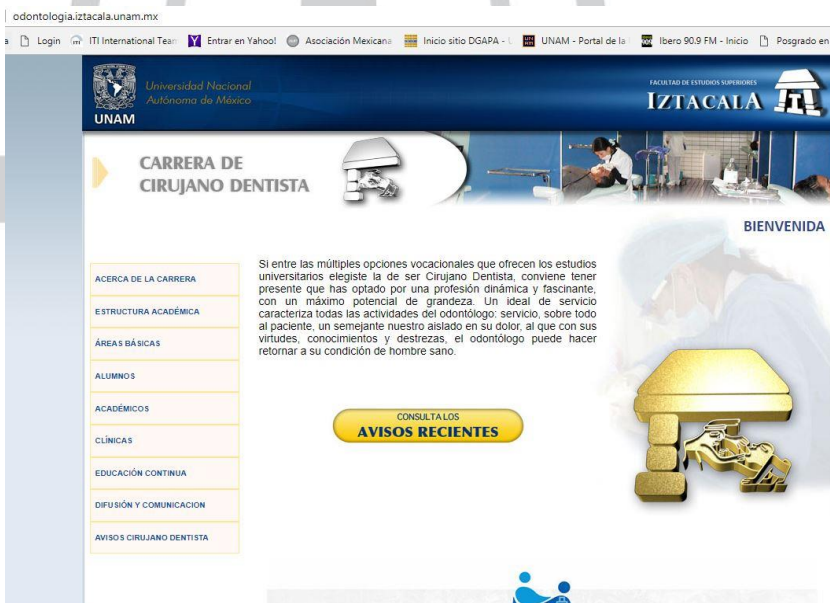 odontologia.iztacala.unam.mx
Login ITI International Tean Entrar en Yahoo! Asociación Mexicana Inicio sitio DGAPA - UNAM - Portal de la Ibero 90.9 FM - Inicio Posgrado en
Universidad Nacional
Autónoma de México
UNAM
FACULTAD DE ESTUDIOS SUPERIORES
IZTACALA
CARRERA DE
CIRUJANO DENTISTA
BIENVENIDA
ACERCA DE LA CARRERA
ESTRUCTURA ACADÉMICA
ÁREAS BÁSICAS
ALUMNOS
ACADÉMICOS
CLÍNICAS
EDUCACIÓN CONTINUA
DIFUSIÓN Y COMUNICACION
AVISOS CIRUJANO DENTISTA
Si entre las múltiples opciones vocacionales que ofrecen los estudios
universitarios elegiste la de ser Cirujano Dentista, conviene tener
presente que has optado por una profesión dinámica y fascinante,
con un máximo potencial de grandeza. Un ideal de servicio
caracteriza todas las actividades del odontólogo: servicio, sobre todo
al paciente, un semejante nuestro aislado en su dolor, al que con sus
virtudes, conocimientos y destrezas, el odontólogo puede hacer
retornar a su condición de hombre sano.
CONSULTA LOS
AVISOS RECIENTES